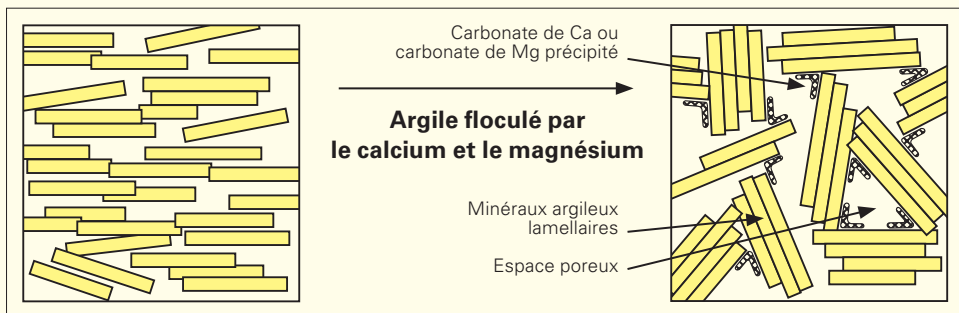 Carbonate de Ca ou
carbonate de Mg précipité
Argile floculé par
le calcium et le magnésium
Minéraux argileux
lamellaires
Espace poreux